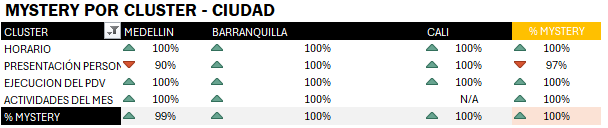 MYSTERY POR CLUSTER - CIUDAD
CLUSTER MEDELLIN BARRANQUILLA CALI % MYSTERY
HORARIO 100% 100% 100% 100%
PRESENTACIÓN PERSON 90% 100% 100% 97%
EJECUCION DEL PDV 100% 100% 100% 100%
ACTIVIDADES DEL MES 100% 100% N/A 100%
% MYSTERY 99% 100% 100% 100%